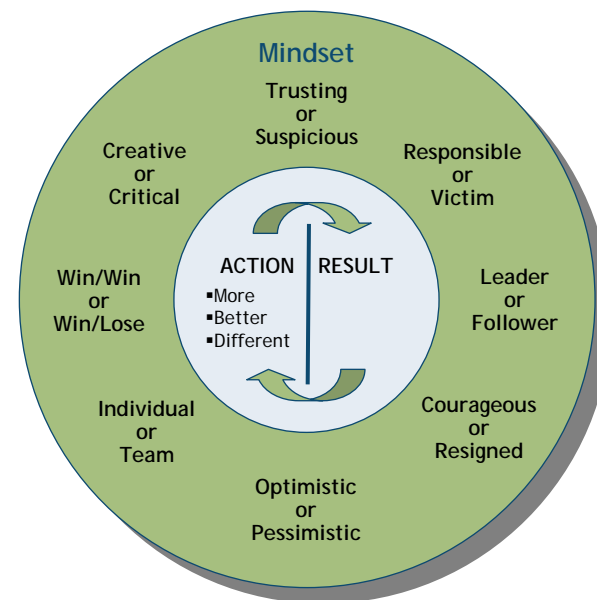 Mindset
Trusting
or
Suspicious
Responsible
or
Victim
Leader
or
Follower
Courageous
or
Resigned
Optimistic
or
Pessimistic
Individual
or
Team
Win/Win
or
Win/Lose
Creative
or
Critical
ACTION
▪More
▪Better
▪Different
RESULT